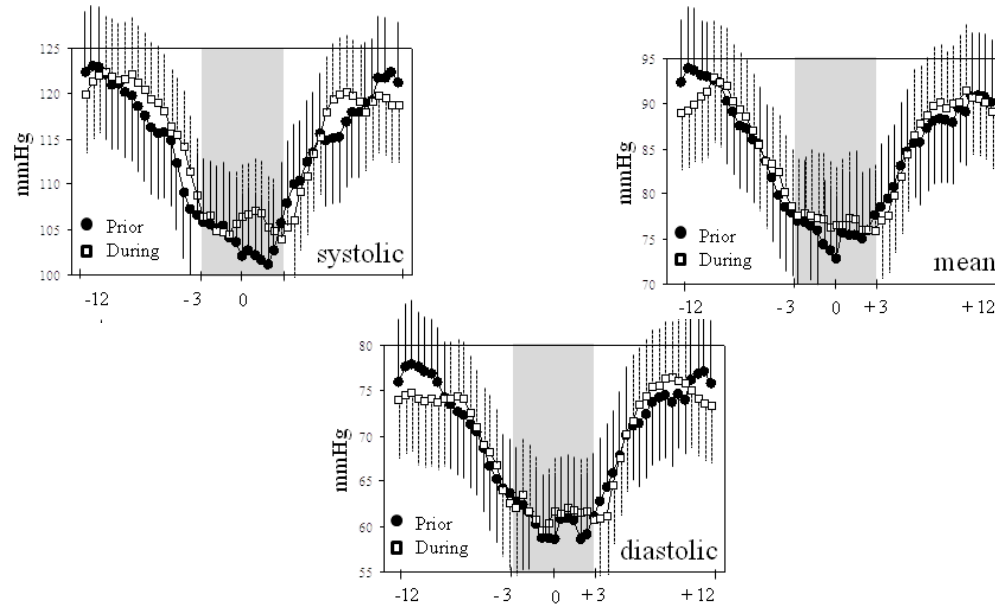 125
120
115
110
105
100
mmHg
Prior
During
systolic
-12
- 3
0
95
90
85
80
75
70
mmHg
Prior
During
mean
-12
- 3
0
+ 3
+ 12
80
75
70
65
60
55
mmHg
Prior
During
diastolic
-12
-3
0
+ 3
+ 12